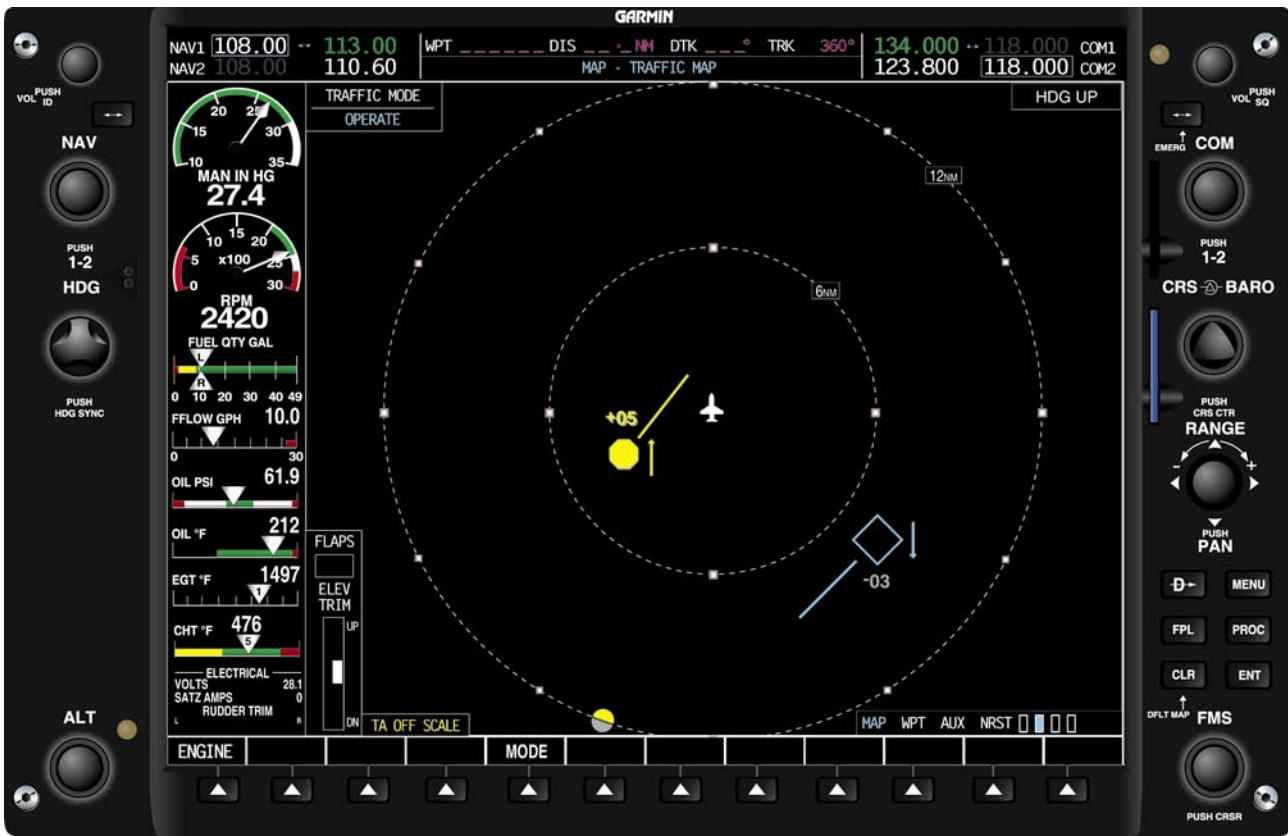 GARMIN
NAV1 108.00 ↔ 113.00 WPT _ _ _ _ _ _ DIS _ _._ NM DTK _ _ _° TRK 360° 134.000 ↔ 118.000 COM1
NAV2 108.00 110.60 MAP - TRAFFIC MAP 123.800 118.000 COM2
VOL PUSH ID
NAV
PUSH
1-2
HDG
PUSH
HDG SYNC
ALT
TRAFFIC MODE
OPERATE
HDG UP
10 15 20 25 30 35
MAN IN HG
27.4
0 5 10 15 20 25 30
x100
RPM
2420
FUEL QTY GAL
L
R
0 10 20 30 40 49
FFLOW GPH 10.0
0 30
OIL PSI 61.9
OIL °F 212
EGT °F 1497
1
CHT °F 476
5
ELECTRICAL
VOLTS 28.1
SATZ AMPS 0
RUDDER TRIM
L R
FLAPS
ELEV
TRIM
UP
DN
12NM
6NM
+05
-03
TA OFF SCALE
MAP WPT AUX NRST
ENGINE MODE
VOL PUSH SQ
EMERG COM
PUSH
1-2
CRS BARO
PUSH
CRS CTR
RANGE
- +
PUSH
PAN
D MENU
FPL PROC
CLR ENT
DFLT MAP FMS
PUSH CRSR